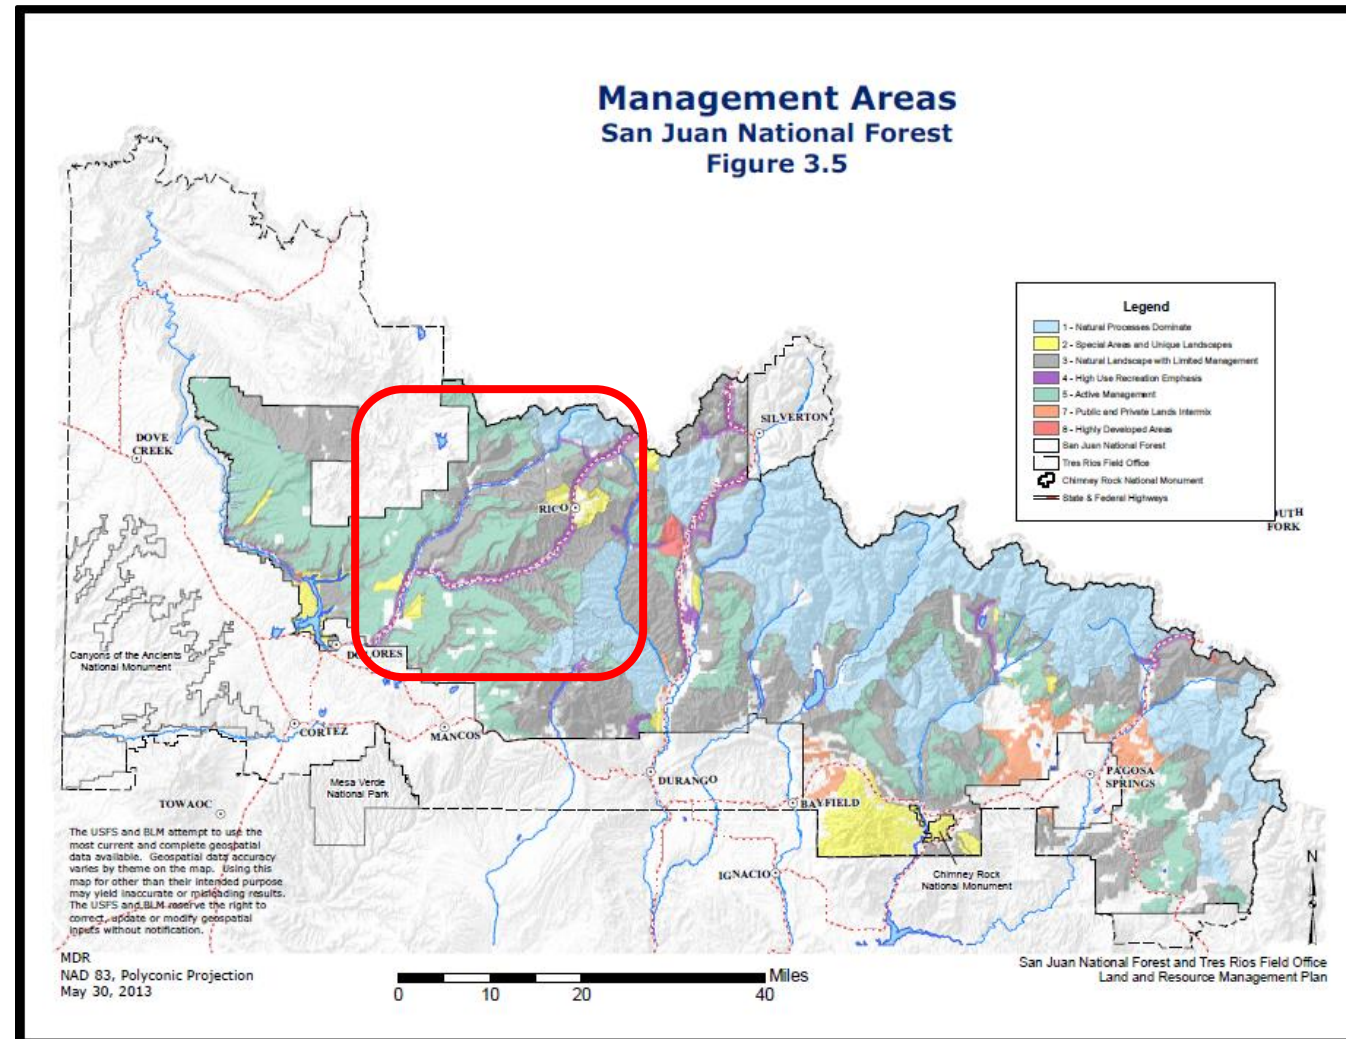 Management Areas
San Juan National Forest
Figure 3.5
Legend
1 - Natural Processes Dominate
2 - Special Areas and Unique Landscapes
3 - Natural Landscape with Limited Management
4 - High Use Recreation Emphasis
5 - Active Management
7 - Public and Private Lands Intermix
8 - Highly Developed Areas
San Juan National Forest
Tres Rios Field Office
Chimney Rock National Monument
State & Federal Highways
SILVERTON
DOVE
CREEK
RICO
OUTH
FORK
DOLORES
Canyons of the Ancients
National Monument
CORTEZ
MANCOS
Mesa Verde
National Park
DURANGO
PAGOSA
SPRINGS
TOWAOC
BAYFIELD
IGNACIO
Chimney Rock
National Monument
N
The USFS and BLM attempt to use the
most current and complete geospatial
data available. Geospatial data accuracy
varies by theme on the map. Using this
map for other than their intended purpose
may yield inaccurate or misleading results.
The USFS and BLM reserve the right to
correct, update or modify geospatial
inputs without notification.
MDR
NAD 83, Polyconic Projection
May 30, 2013
Miles
0 10 20 40
San Juan National Forest and Tres Rios Field Office
Land and Resource Management Plan